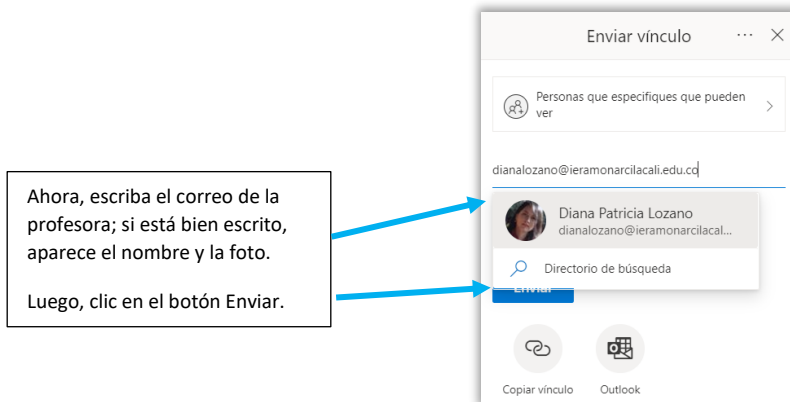 Enviar vínculo
Personas que especifiques que pueden
ver
dianalozano@ieramonarcilacali.edu.co
Ahora, escriba el correo de la
profesora; si está bien escrito,
aparece el nombre y la foto.
Luego, clic en el botón Enviar.
Diana Patricia Lozano
dianalozano@ieramonarcilacal...
Directorio de búsqueda
Enviar
Copiar vínculo
Outlook